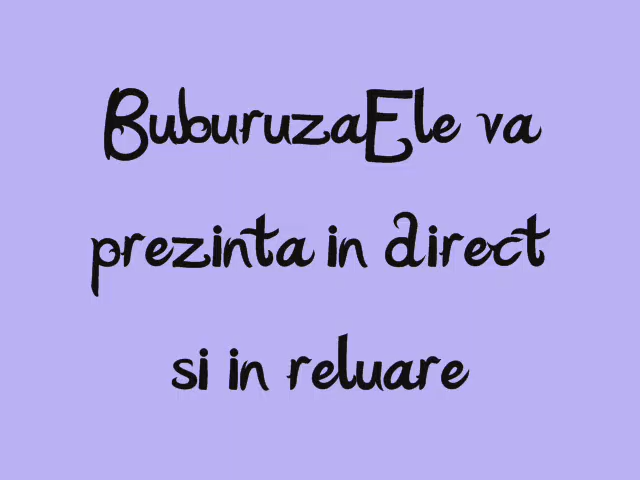 BuburuzaEle va
prezinta in direct
si in reluare